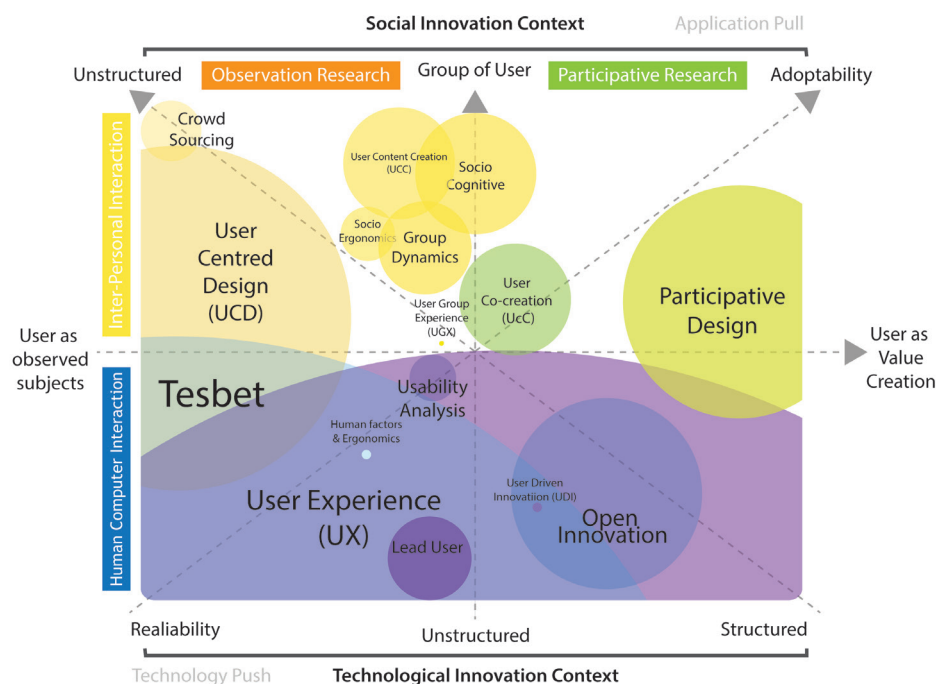 Social Innovation Context
Application Pull
Unstructured
Observation Research
Group of User
Participative Research
Adoptability
Inter-Personal Interaction
Crowd
Sourcing
User Content Creation
(UCC)
Socio
Cognitive
Socio
Ergonomics
Group
Dynamics
User
Centred
Design
(UCD)
User
Co-creation
(UcC)
Participative
Design
User Group
Experience
(UGX)
User as
observed
subjects
User as
Value
Creation
Human Computer Interaction
Tesbet
Usability
Analysis
Human factors
& Ergonomics
User Experience
(UX)
User Driven
Innovatiion (UDI)
Open
Innovation
Lead User
Realiability
Unstructured
Structured
Technology Push
Technological Innovation Context